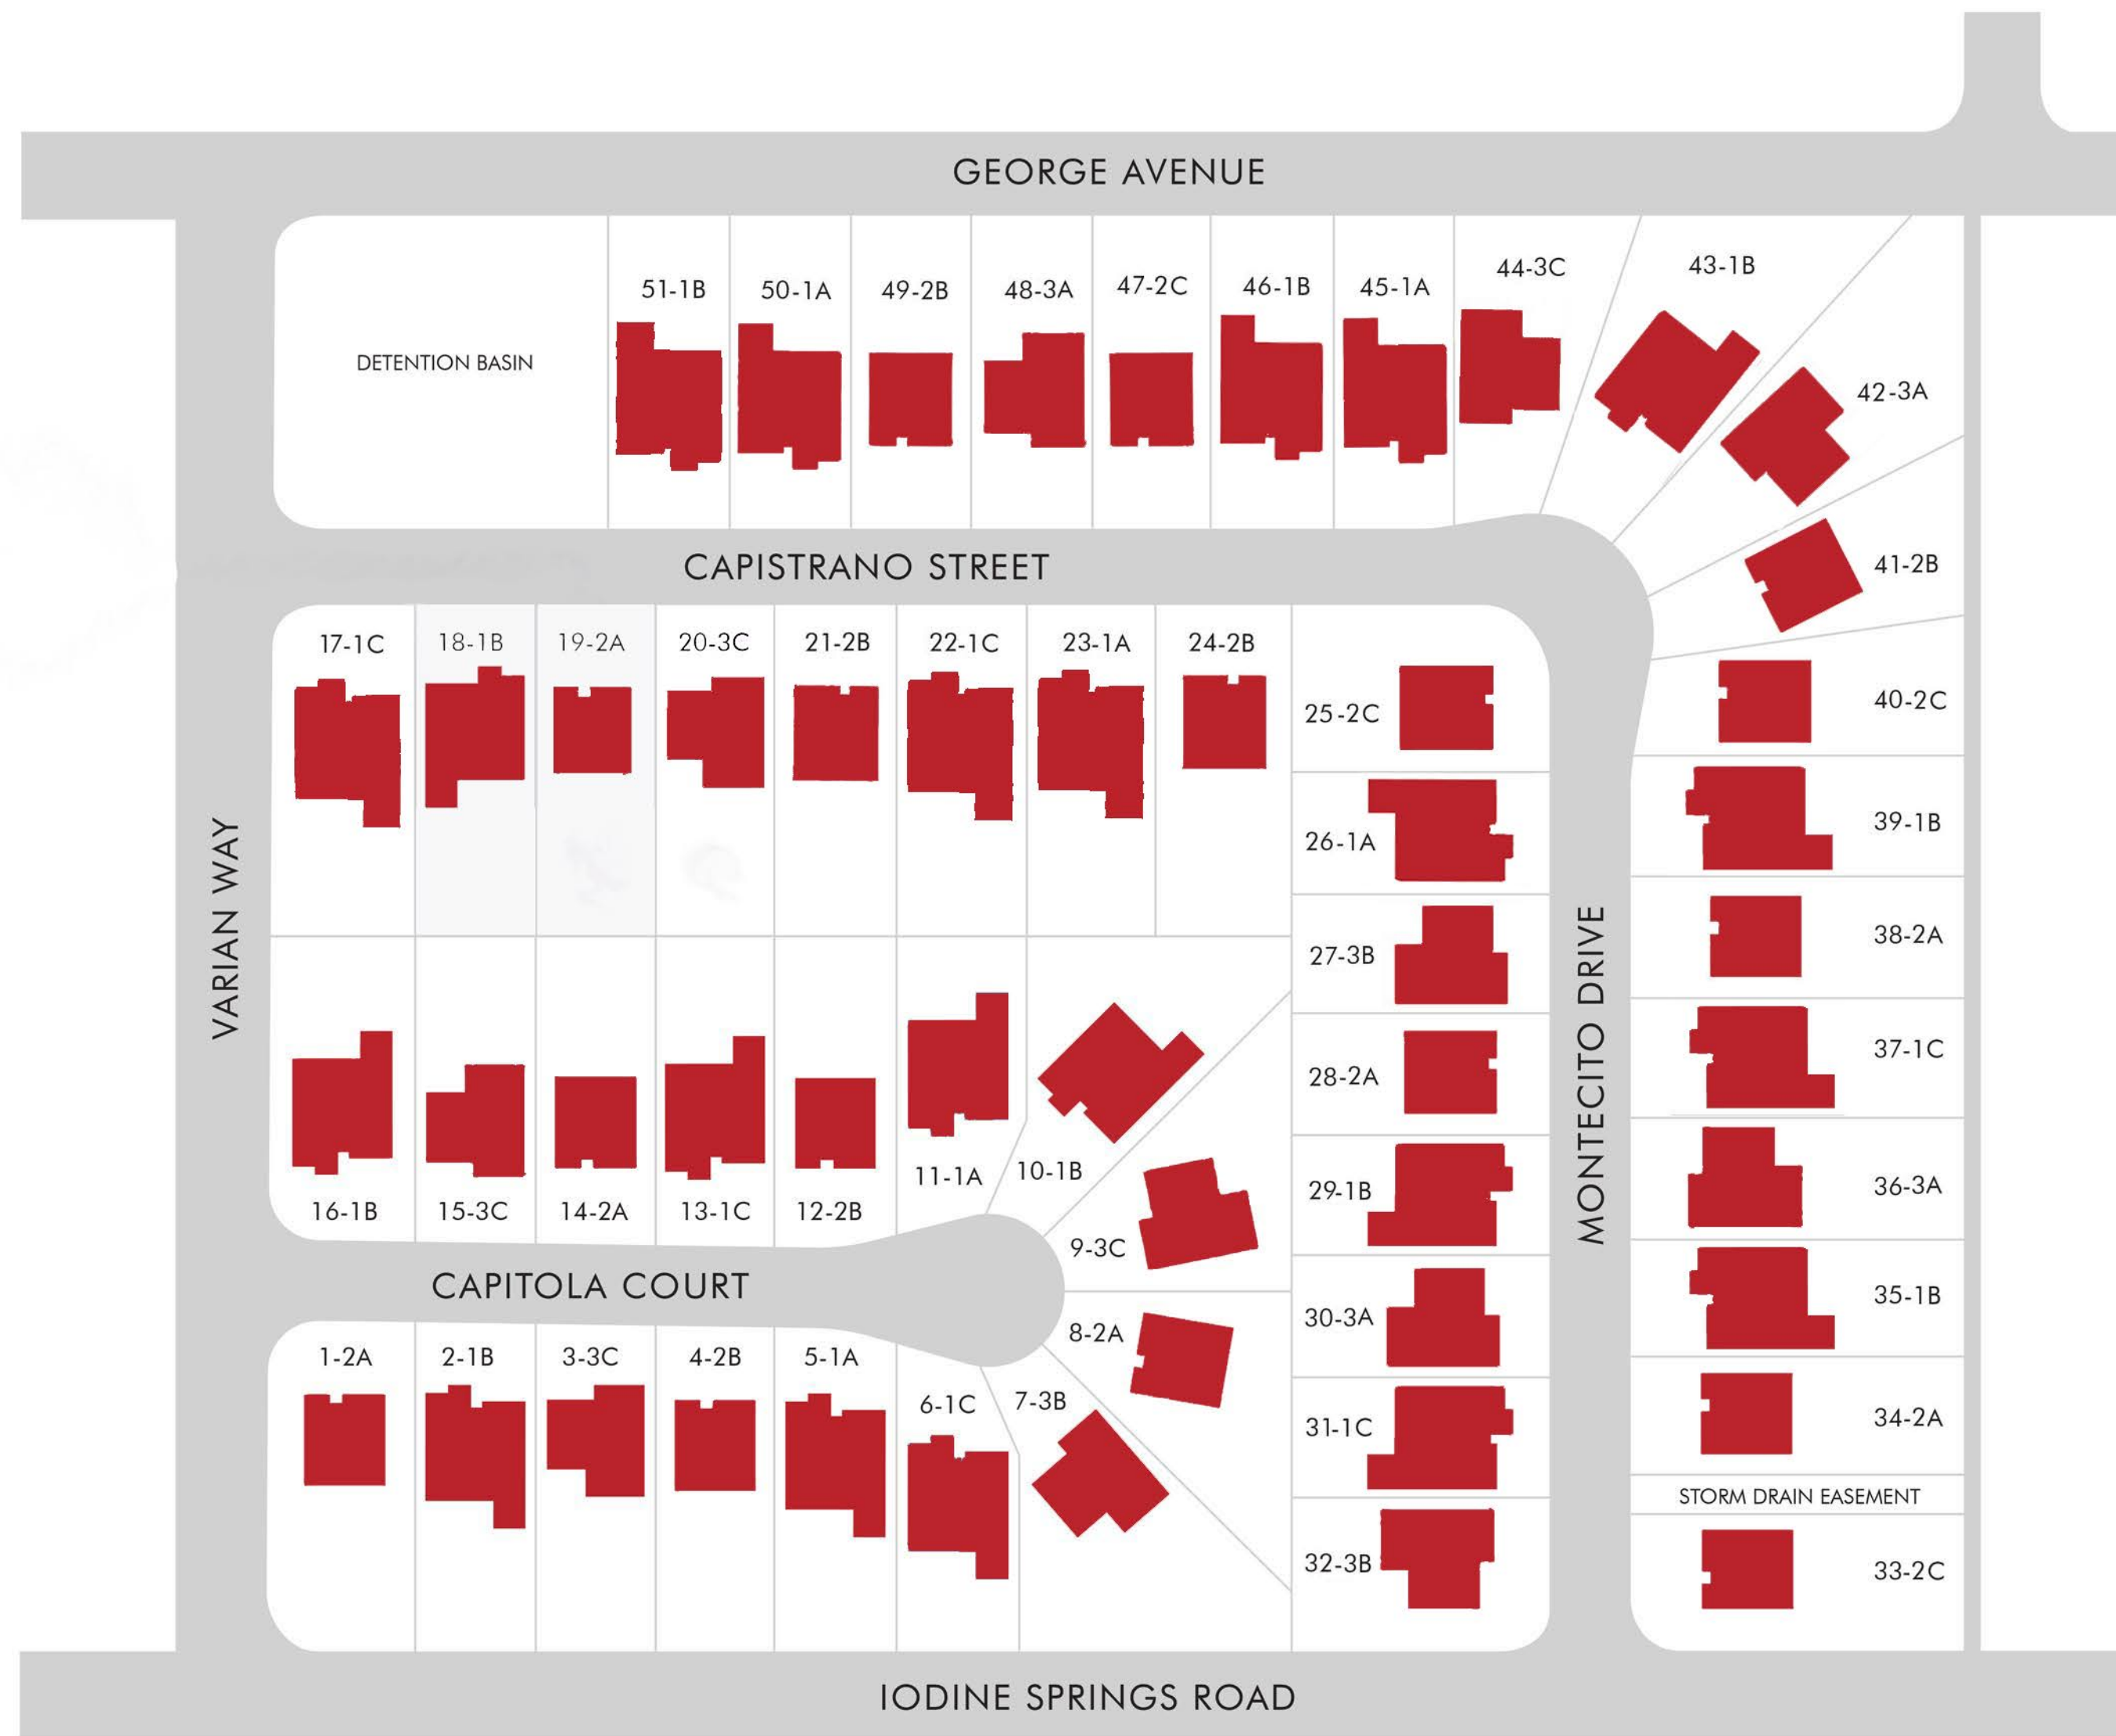 GEORGE AVENUE
51-1B
50-1A
49-2B
48-3A
47-2C
46-1B
45-1A
44-3C
43-1B
42-3A
DETENTION BASIN
41-2B
CAPISTRANO STREET
17-1C
18-1B
19-2A
20-3C
21-2B
22-1C
23-1A
24-2B
25-2C
40-2C
26-1A
39-1B
27-3B
38-2A
VARIAN WAY
MONTECITO DRIVE
28-2A
37-1C
16-1B
15-3C
14-2A
13-1C
12-2B
11-1A
10-1B
29-1B
36-3A
9-3C
CAPITOLA COURT
8-2A
30-3A
35-1B
1-2A
2-1B
3-3C
4-2B
5-1A
6-1C
7-3B
31-1C
34-2A
STORM DRAIN EASEMENT
32-3B
33-2C
IODINE SPRINGS ROAD